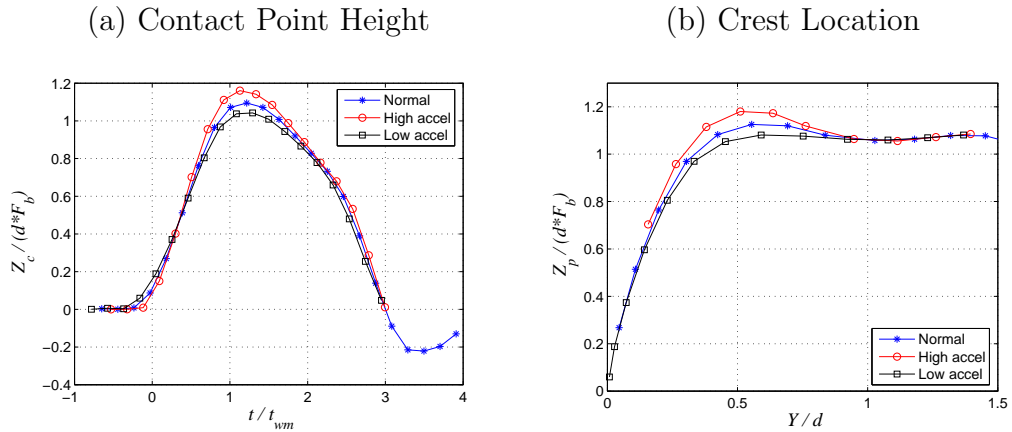 (a) Contact Point Height
(b) Crest Location
1.2
1
0.8
0.6
0.4
0.2
0
−0.2
−0.4
−1
0
1
2
3
4
Z_c / (d*F_b)
t / t_wm
Normal
High accel
Low accel
1.2
1
0.8
0.6
0.4
0.2
0
0
0.5
1
1.5
Z_p / (d*F_b)
Y / d
Normal
High accel
Low accel